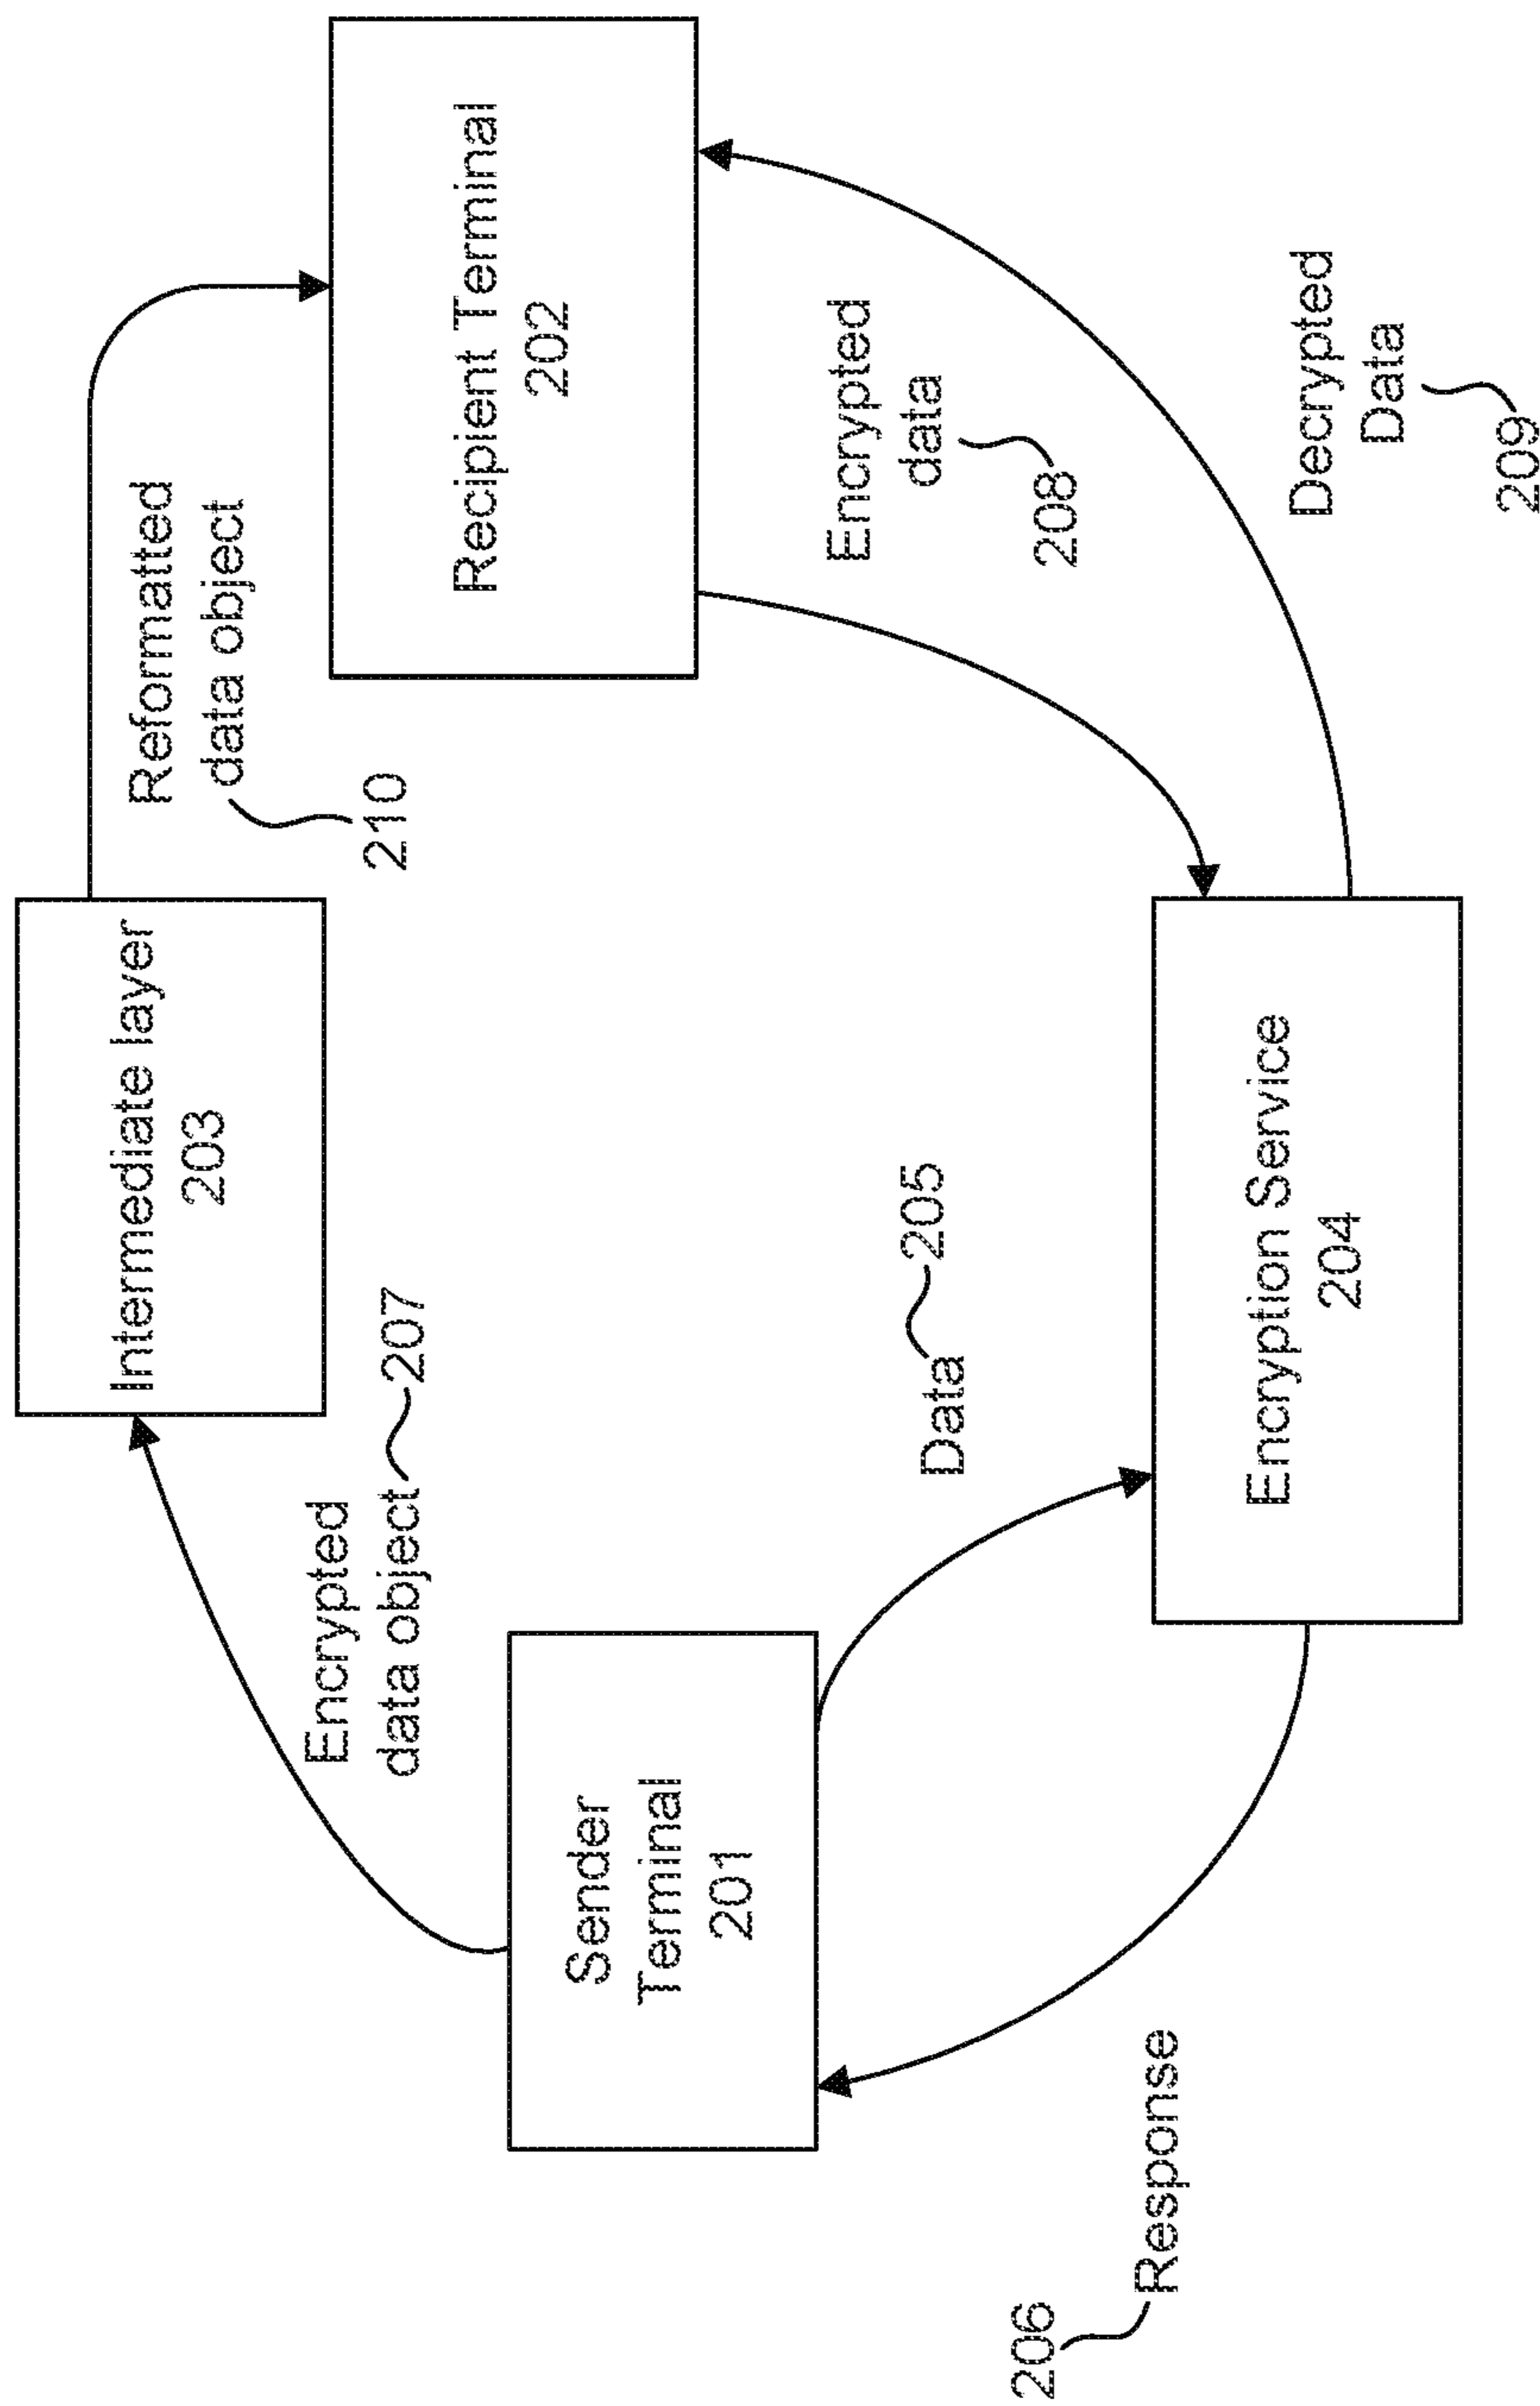 Intermediate layer
203
Reformatted
data object
210
Encrypted
data object 207
Recipient Terminal
202
Sender
Terminal
201
Encrypted
data
208
Data 205
206
Response
Encryption Service
204
Decrypted
Data
209